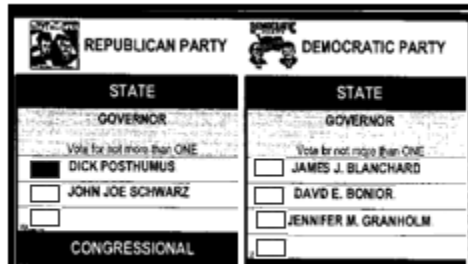 REPUBLICAN PARTY
STATE
GOVERNOR
Vote for not more than ONE
DICK POSTHUMUS
JOHN JOE SCHWARZ
CONGRESSIONAL
DEMOCRATIC PARTY
STATE
GOVERNOR
Vote for not more than ONE
JAMES J. BLANCHARD
DAVD E. BONIOR
JENNIFER M. GRANHOLM